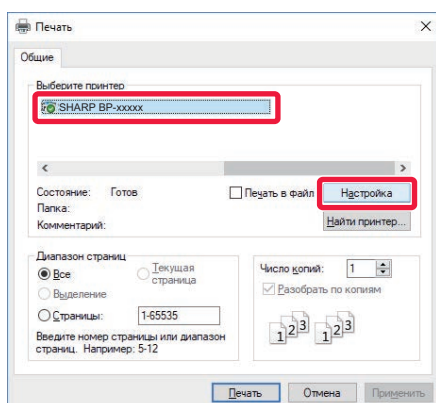 Печать
Общие
Выберите принтер
SHARP BP-xxxxx
Состояние: Готов
Печать в файл
Настройка
Папка:
Комментарий:
Найти принтер...
Диапазон страниц
Все
Текущая
страница
Выделение
Страницы: 1-65535
Введите номер страницы или диапазон
страниц. Например: 5-12
Число копий: 1
Разобрать по копиям
1 2 3 1 2 3
Печать Отмена Применить